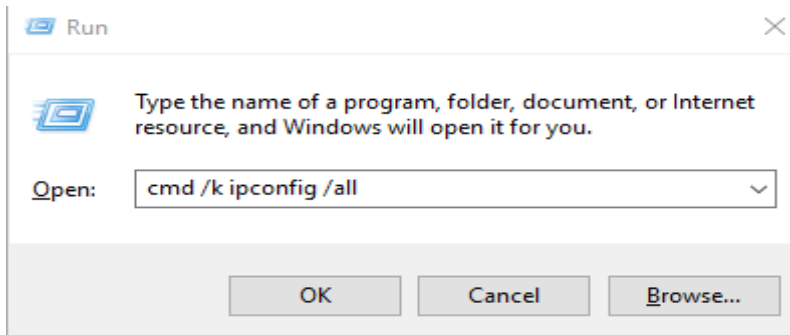 Run
Type the name of a program, folder, document, or Internet
resource, and Windows will open it for you.
Open: cmd /k ipconfig /all
OK Cancel Browse...